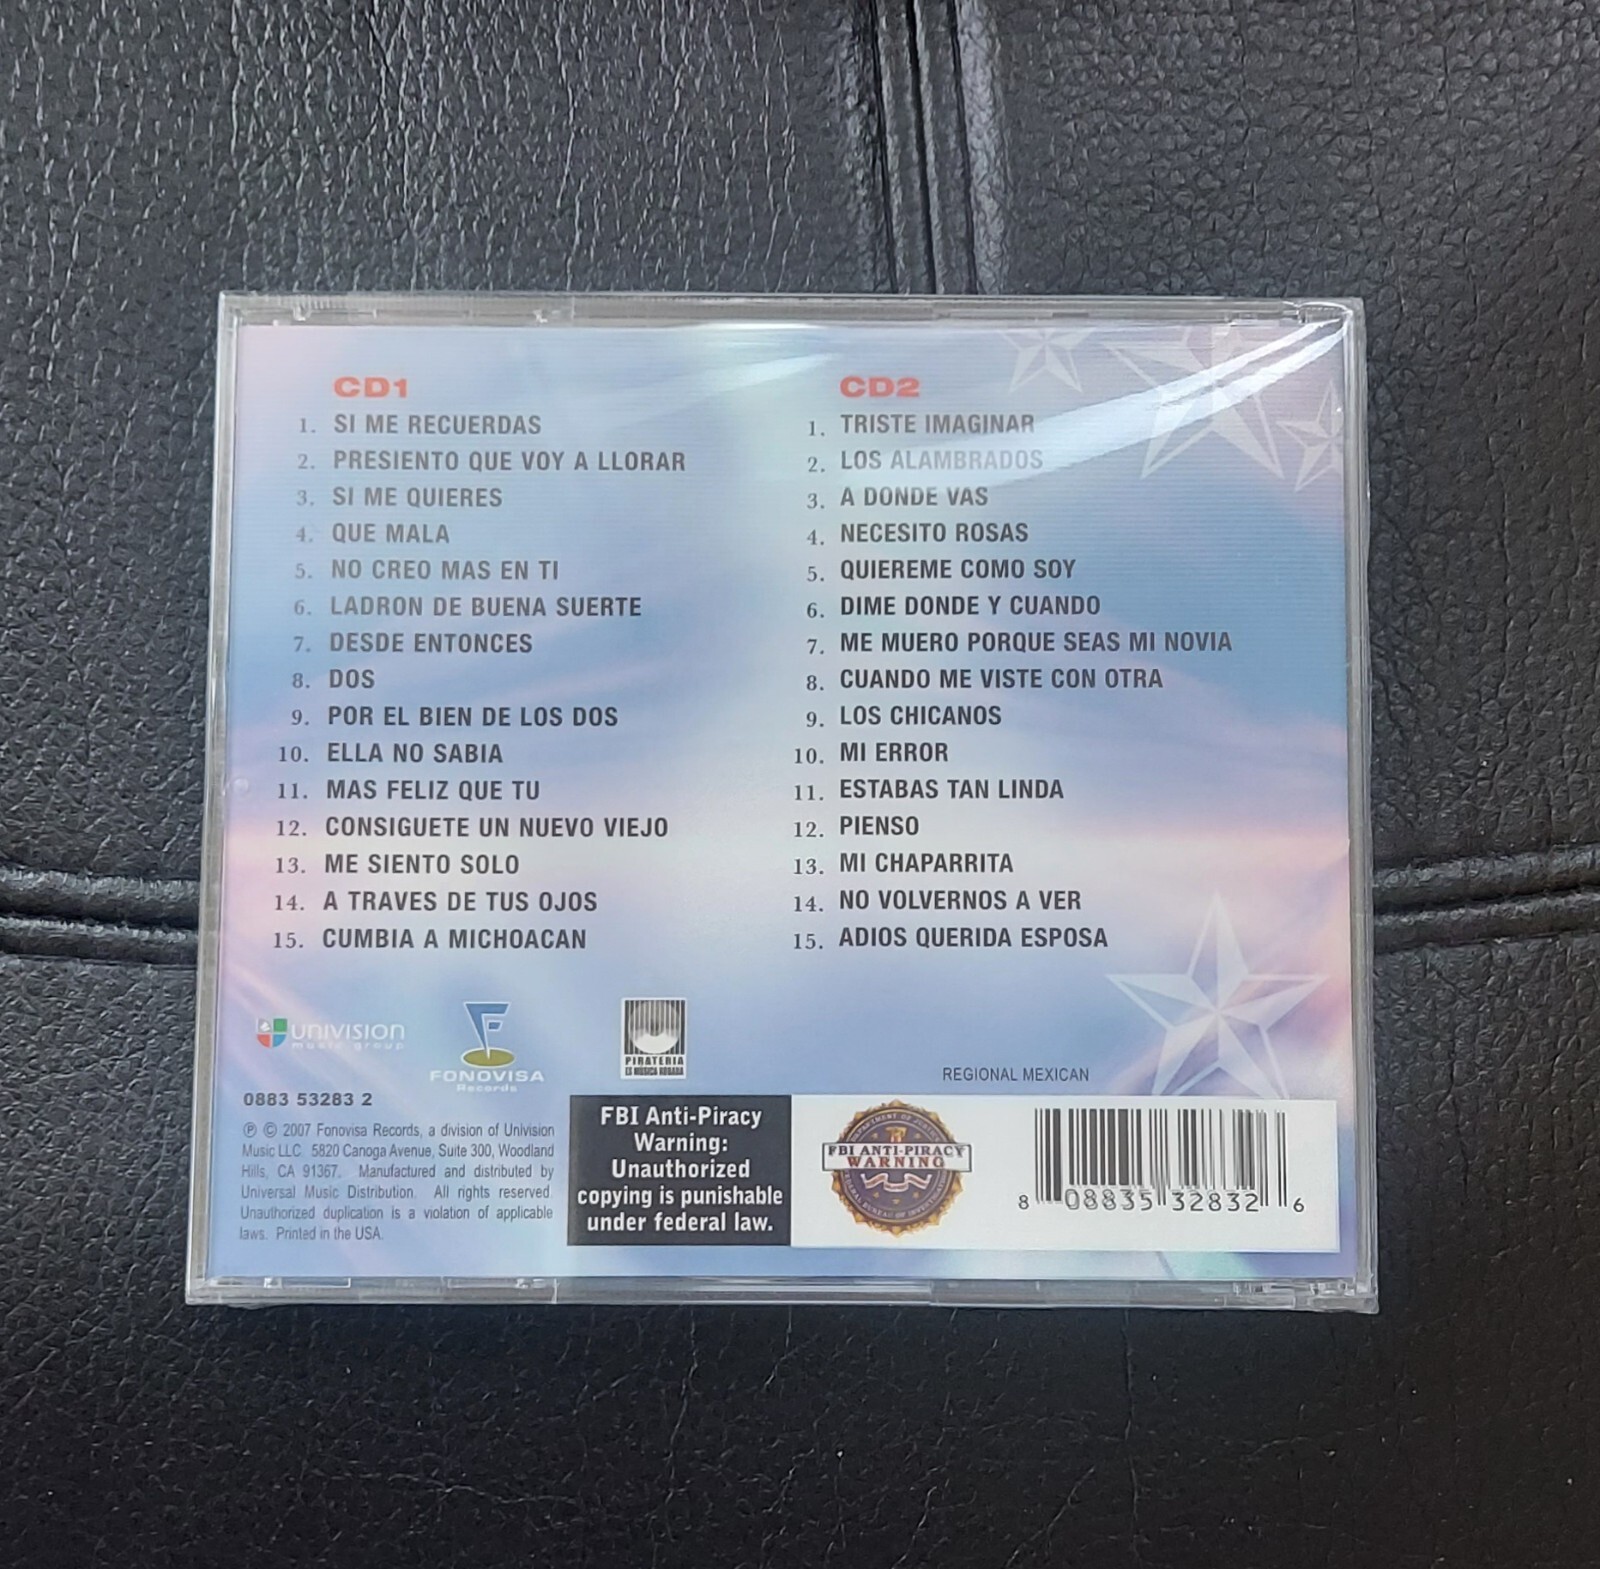 CD1
1. SI ME RECUERDAS
2. PRESIENTO QUE VOY A LLORAR
3. SI ME QUIERES
4. QUE MALA
5. NO CREO MAS EN TI
6. LADRON DE BUENA SUERTE
7. DESDE ENTONCES
8. DOS
9. POR EL BIEN DE LOS DOS
10. ELLA NO SABIA
11. MAS FELIZ QUE TU
12. CONSIGUETE UN NUEVO VIEJO
13. ME SIENTO SOLO
14. A TRAVES DE TUS OJOS
15. CUMBIA A MICHOACAN
CD2
1. TRISTE IMAGINAR
2. LOS ALAMBRADOS
3. A DONDE VAS
4. NECESITO ROSAS
5. QUIEREME COMO SOY
6. DIME DONDE Y CUANDO
7. ME MUERO PORQUE SEAS MI NOVIA
8. CUANDO ME VISTE CON OTRA
9. LOS CHICANOS
10. MI ERROR
11. ESTABAS TAN LINDA
12. PIENSO
13. MI CHAPARRITA
14. NO VOLVERNOS A VER
15. ADIOS QUERIDA ESPOSA
UNIVISION
music group
F
FONOVISA
Records
PIRATERIA
ES MUSICA ROBADA
REGIONAL MEXICAN
0883 53283 2
℗ © 2007 Fonovisa Records, a division of Univision
Music LLC 5820 Canoga Avenue, Suite 300, Woodland
Hills, CA 91367. Manufactured and distributed by
Universal Music Distribution. All rights reserved.
Unauthorized duplication is a violation of applicable
laws. Printed in the USA.
FBI Anti-Piracy
Warning:
Unauthorized
copying is punishable
under federal law.
FBI ANTI-PIRACY
WARNING
8 08835 32832 6